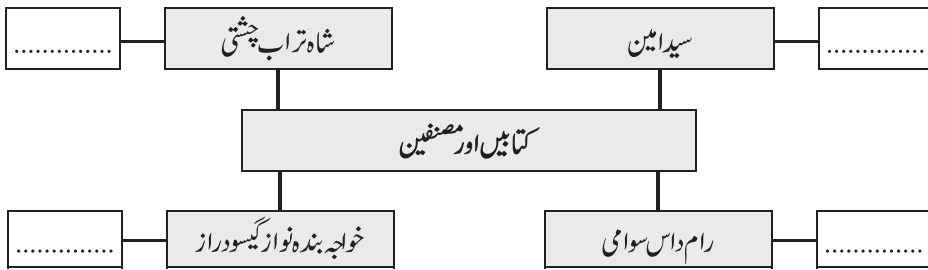 سید امین
شاہ تراب چشتی
کتابیں اور مصنفین
رام داس سوامی
خواجہ بندہ نواز گیسو دراز